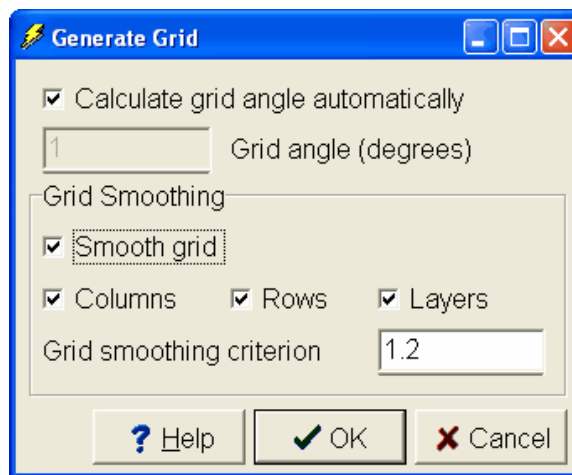 Generate Grid
Calculate grid angle automatically
1 Grid angle (degrees)
Grid Smoothing
Smooth grid
Columns Rows Layers
Grid smoothing criterion 1.2
? Help OK Cancel